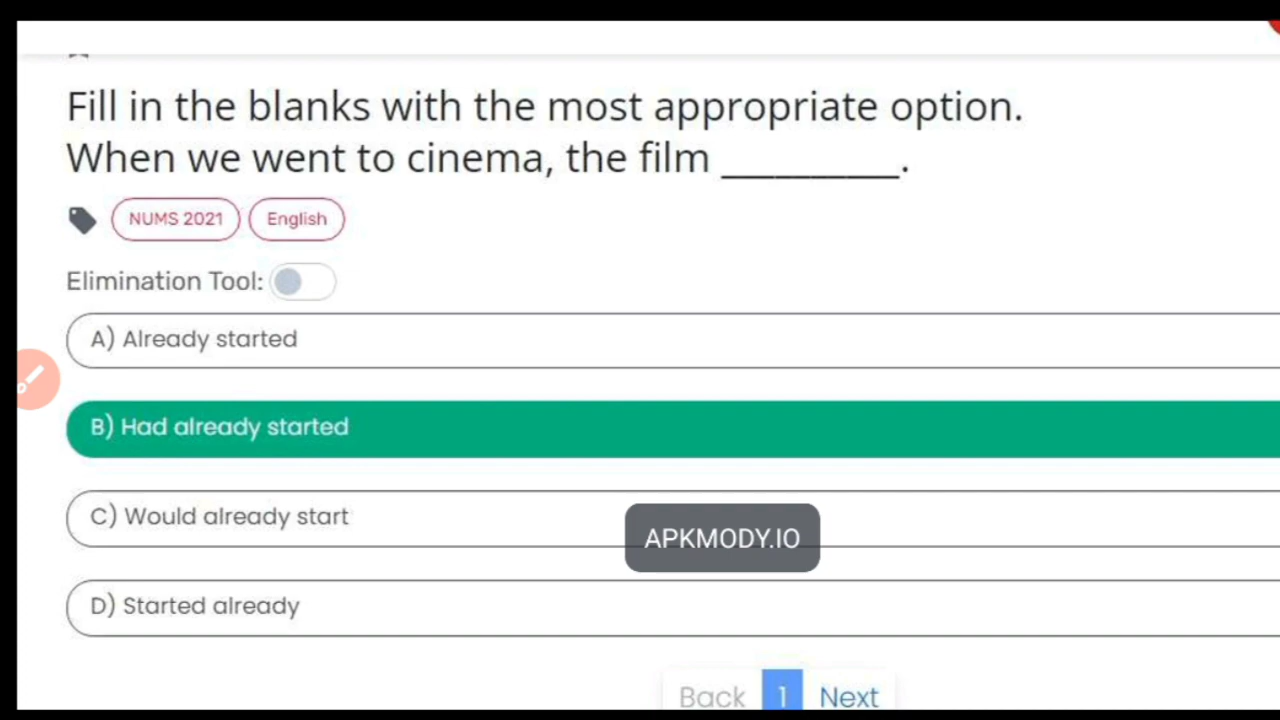 Fill in the blanks with the most appropriate option.
When we went to cinema, the film __________.
NUMS 2021 English
Elimination Tool:
A) Already started
B) Had already started
C) Would already start
APKMODY.IO
D) Started already
Back 1 Next